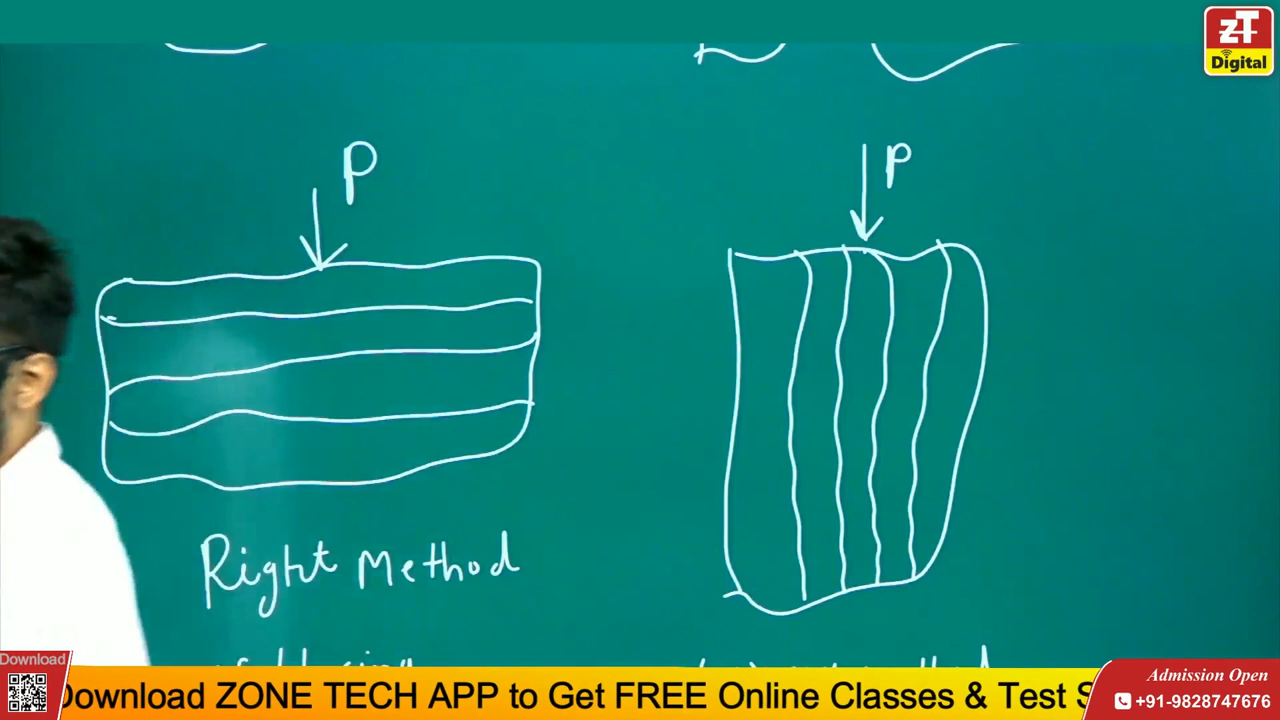 zT
Digital
P
P
Right Method
Download
Download ZONE TECH APP to Get FREE Online Classes & Test S
Admission Open
+91-9828747676